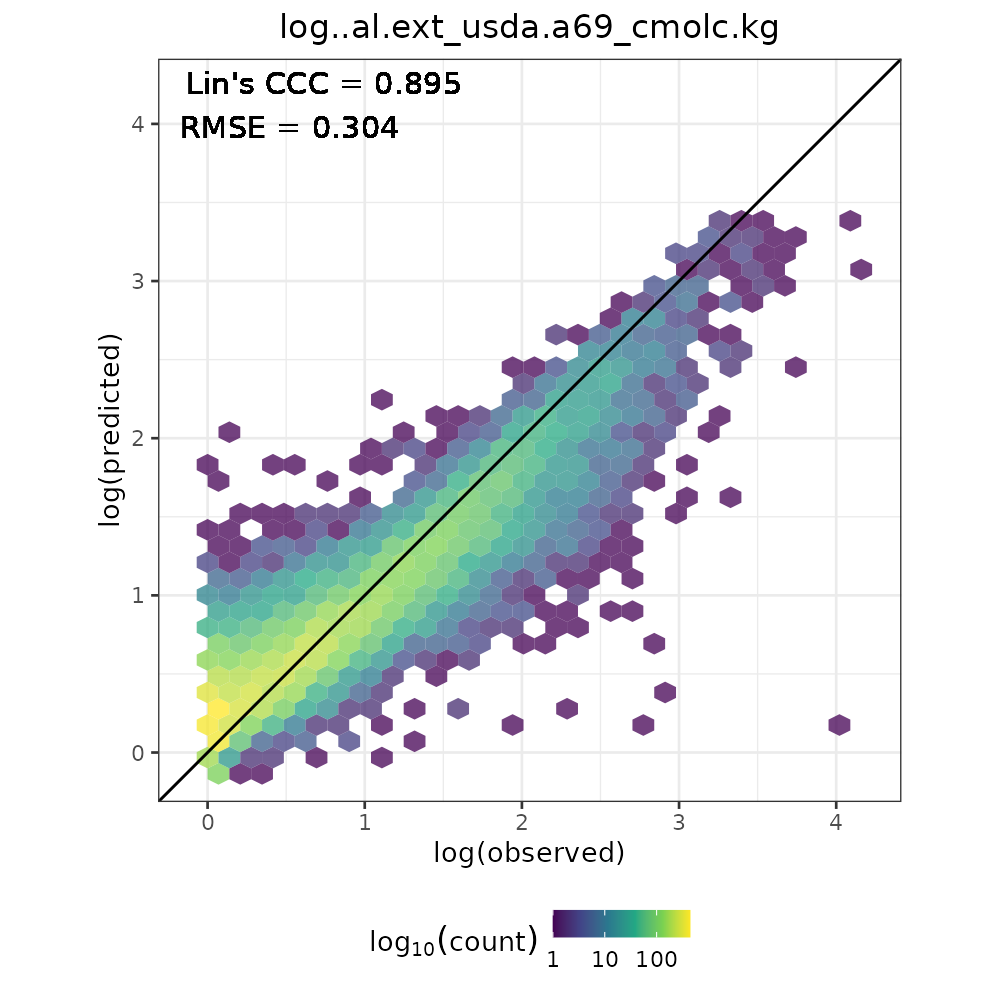 log..al.ext_usda.a69_cmolc.kg
Lin's CCC = 0.895
RMSE = 0.304
4
3
2
1
0
log(predicted)
0 1 2 3 4
log(observed)
log10(count)
1 10 100